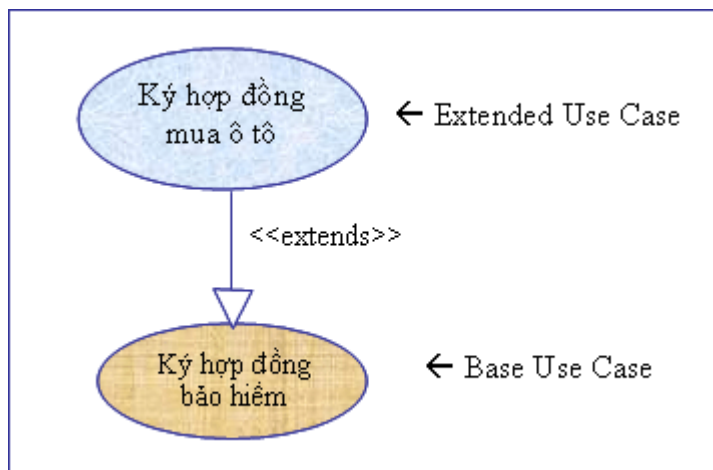 Ký hợp đồng
mua ô tô
← Extended Use Case
<<extends>>
Ký hợp đồng
bảo hiểm
← Base Use Case